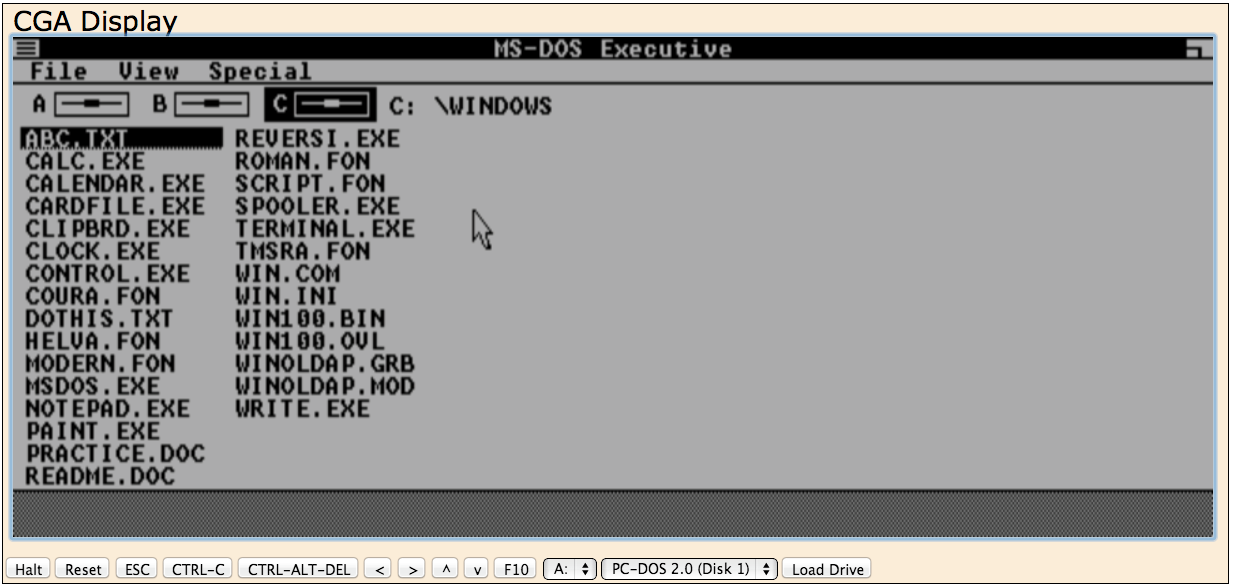 CGA Display
MS-DOS Executive
File View Special
A B C C: \WINDOWS
ABC.TXT REVERSI.EXE
CALC.EXE ROMAN.FON
CALENDAR.EXE SCRIPT.FON
CARDFILE.EXE SPOOLER.EXE
CLIPBRD.EXE TERMINAL.EXE
CLOCK.EXE TMSRA.FON
CONTROL.EXE WIN.COM
COURA.FON WIN.INI
DOTHIS.TXT WIN100.BIN
HELVA.FON WIN100.OVL
MODERN.FON WINOLDAP.GRB
MSDOS.EXE WINOLDAP.MOD
NOTEPAD.EXE WRITE.EXE
PAINT.EXE
PRACTICE.DOC
README.DOC
Halt Reset ESC CTRL-C CTRL-ALT-DEL < > ^ v F10 A: PC-DOS 2.0 (Disk 1) Load Drive